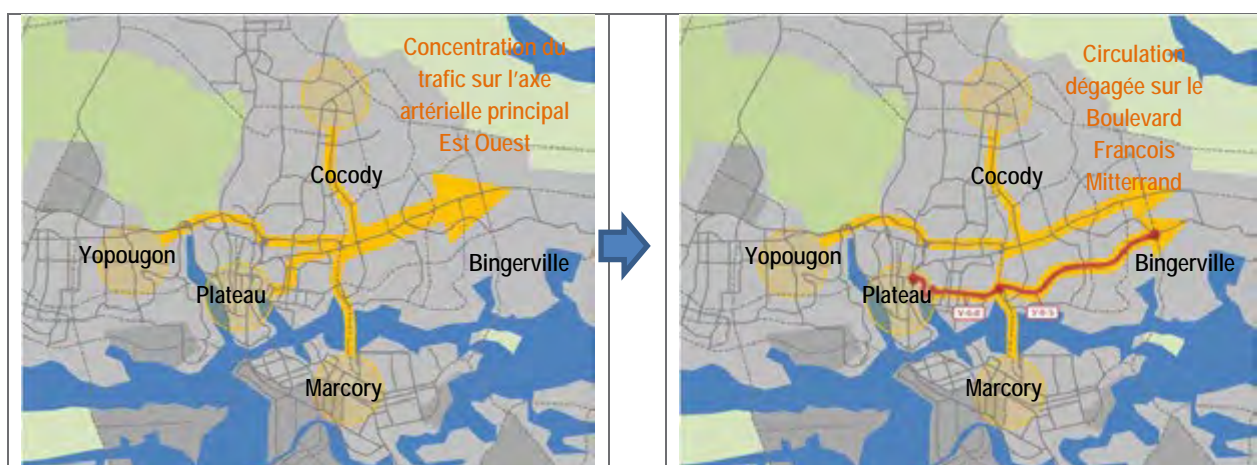 Concentration du
trafic sur l'axe
artérielle principal
Est Ouest
Cocody
Yopougon
Plateau
Bingerville
Marcory
Circulation
dégagée sur le
Boulevard
Francois
Mitterrand
Cocody
Yopougon
Plateau
Bingerville
Marcory